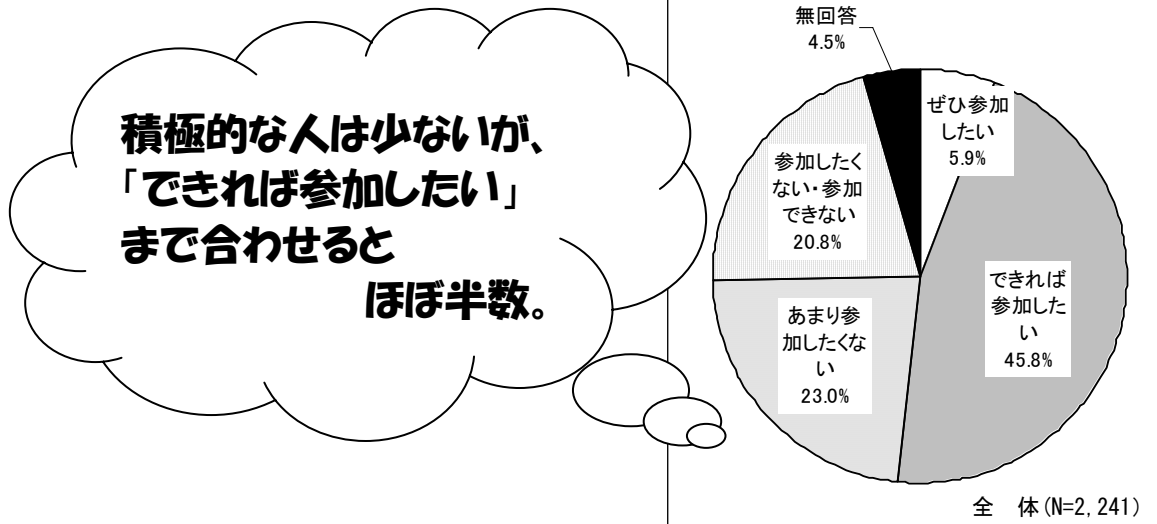 積極的な人は少ないが、
「できれば参加したい」
まで合わせると
ほぼ半数。
無回答
4.5%
ぜひ参加
したい
5.9%
できれば
参加した
い
45.8%
あまり参
加したくな
い
23.0%
参加したく
ない・参加
できない
20.8%
全　体(N=2,241)